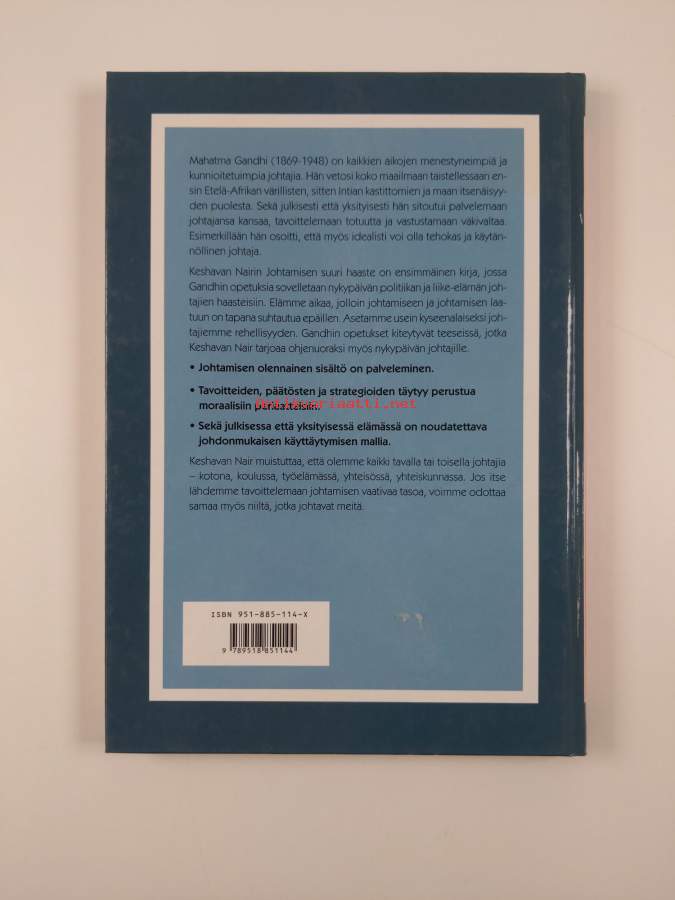 Mahatma Gandhi (1869-1948) on kaikkien aikojen menestyneimpiä ja
kunnioitetuimpia johtajia. Hän vetosi koko maailmaan taistellessaan en-
sin Etelä-Afrikan värillisten, sitten Intian kastittomien ja maan itsenäisyy-
den puolesta. Sekä julkisesti että yksityisesti hän sitoutui palvelemaan
johtajansa kansaa, tavoittelemaan totuutta ja vastustamaan väkivaltaa.
Esimerkillään hän osoitti, että myös idealisti voi olla tehokas ja käytän-
nöllinen johtaja.
Keshavan Nairin Johtamisen suuri haaste on ensimmäinen kirja, jossa
Gandhin opetuksia sovelletaan nykypäivän politiikan ja liike-elämän joh-
tajien haasteisiin. Elämme aikaa, jolloin johtamiseen ja johtamisen laa-
tuun on tapana suhtautua epäillen. Asetamme usein kyseenalaiseksi joh-
tajiemme rehellisyyden. Gandhin opetukset kiteytyvät teeseissä, jotka
Keshavan Nair tarjoaa ohjenuoraksi myös nykypäivän johtajille.
• Johtamisen olennainen sisältö on palveleminen.
• Tavoitteiden, päätösten ja strategioiden täytyy perustua
moraalisiin periaatteisiin.
Antikvariaatti.net
• Sekä julkisessa että yksityisessä elämässä on noudatettava
johdonmukaisen käyttäytymisen mallia.
Keshavan Nair muistuttaa, että olemme kaikki tavalla tai toisella johtajia
– kotona, koulussa, työelämässä, yhteisössä, yhteiskunnassa. Jos itse
lähdemme tavoittelemaan johtamisen vaativaa tasoa, voimme odottaa
samaa myös niiltä, jotka johtavat meitä.
ISBN 951-885-114-X
9 789518 851144